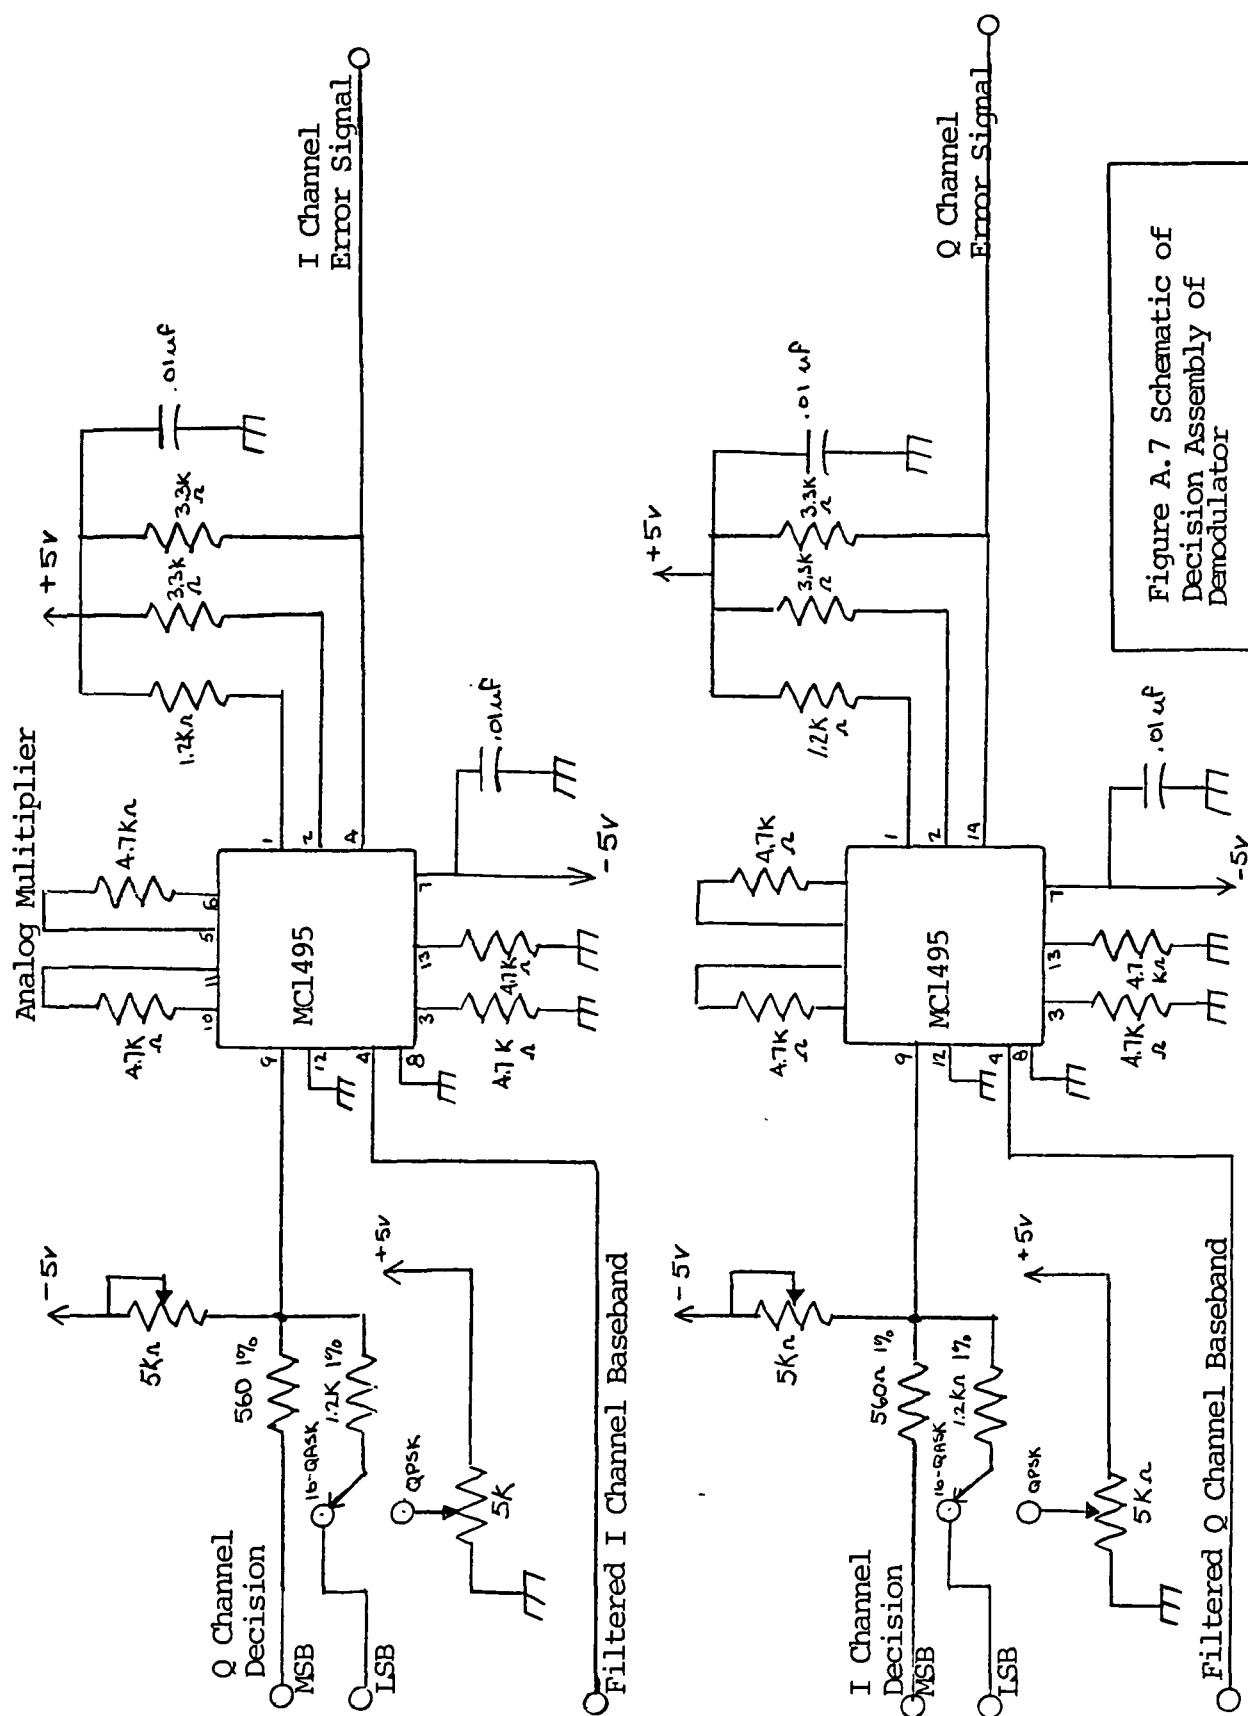 Analog Mulitiplier
4.7K
Ω
4.7KΩ
10
11
5
6
MC1495
9
12
4
8
3
13
7
1
2
4.7K
Ω
4.7K
Ω
.01uf
-5v
1.2KΩ
3.3K
Ω
3.3K
Ω
+5v
.01uf
I Channel
Error Signal
-5v
5KΩ
560 1%
1.2K 1%
16-QASK
QPSK
+5v
5K
Q Channel
Decision
MSB
LSB
Filtered I Channel Baseband
4.7K
Ω
4.7K
Ω
MC1495
9
12
4
8
3
13
7
1
2
14
4.7K
Ω
4.7
KΩ
.01uf
-5v
1.2K
Ω
3.3K
Ω
3.3K
Ω
+5v
.01uf
Q Channel
Error Signal
-5v
5KΩ
560Ω 1%
1.2KΩ 1%
16-QASK
QPSK
+5v
5KΩ
I Channel
Decision
MSB
LSB
Filtered Q Channel Baseband
Figure A.7 Schematic of
Decision Assembly of
Demodulator